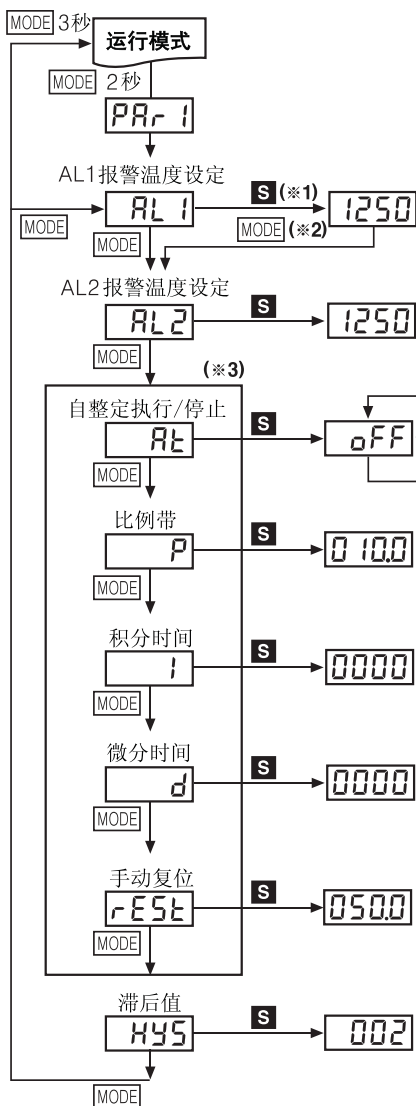 MODE 3秒
运行模式
MODE 2秒
PAr1
AL1报警温度设定
AL1 S (※1) 1250
MODE
MODE MODE (※2)
AL2报警温度设定
AL2 S 1250
MODE
(※3)
自整定执行/停止
At S oFF
MODE
比例带
P S 010.0
MODE
积分时间
I S 0000
MODE
微分时间
d S 0000
MODE
手动复位
rESt S 050.0
MODE
滞后值
HYS S 002
MODE